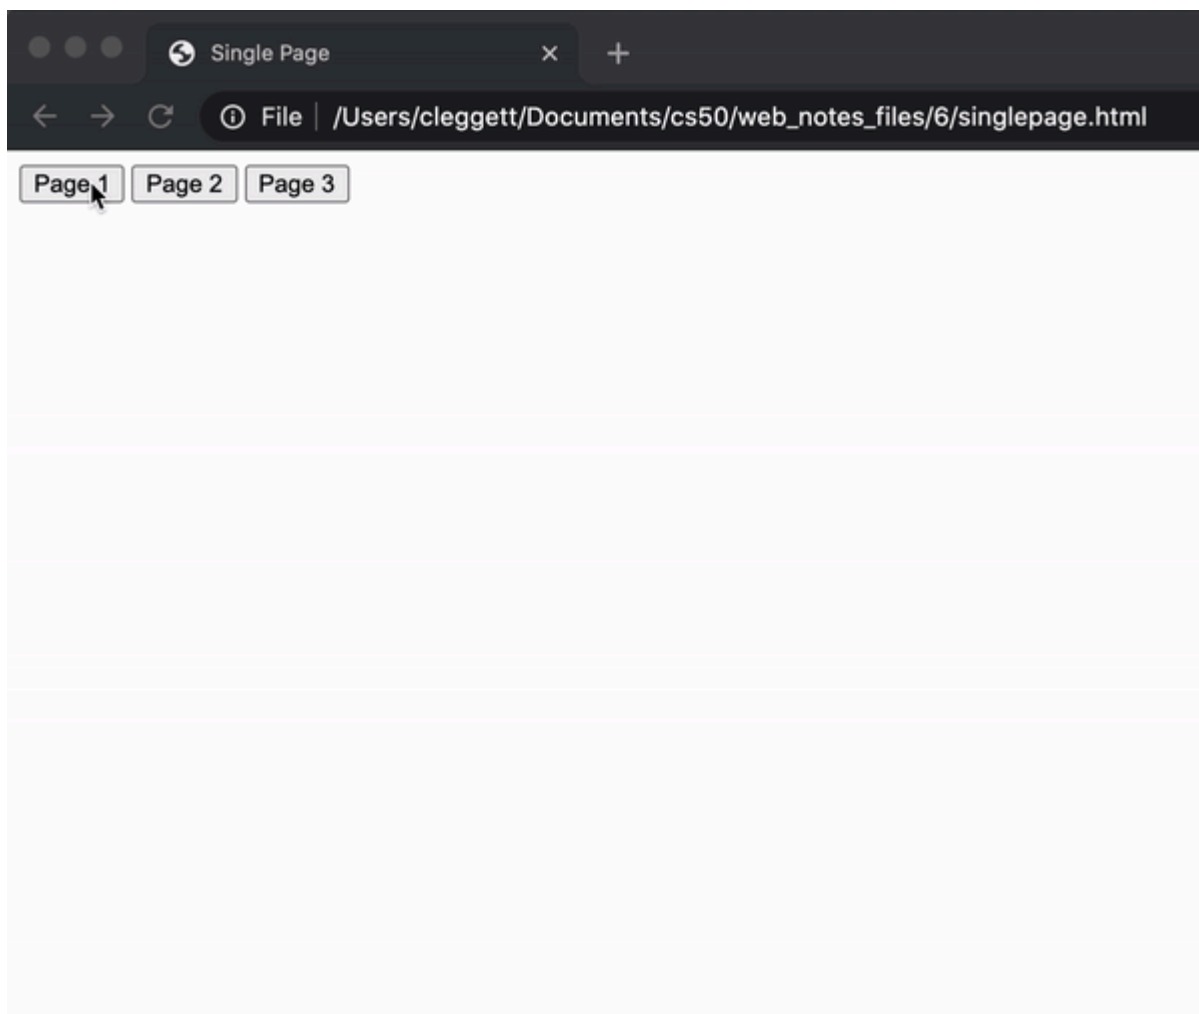 Single Page
File /Users/cleggett/Documents/cs50/web_notes_files/6/singlepage.html
Page 1 Page 2 Page 3